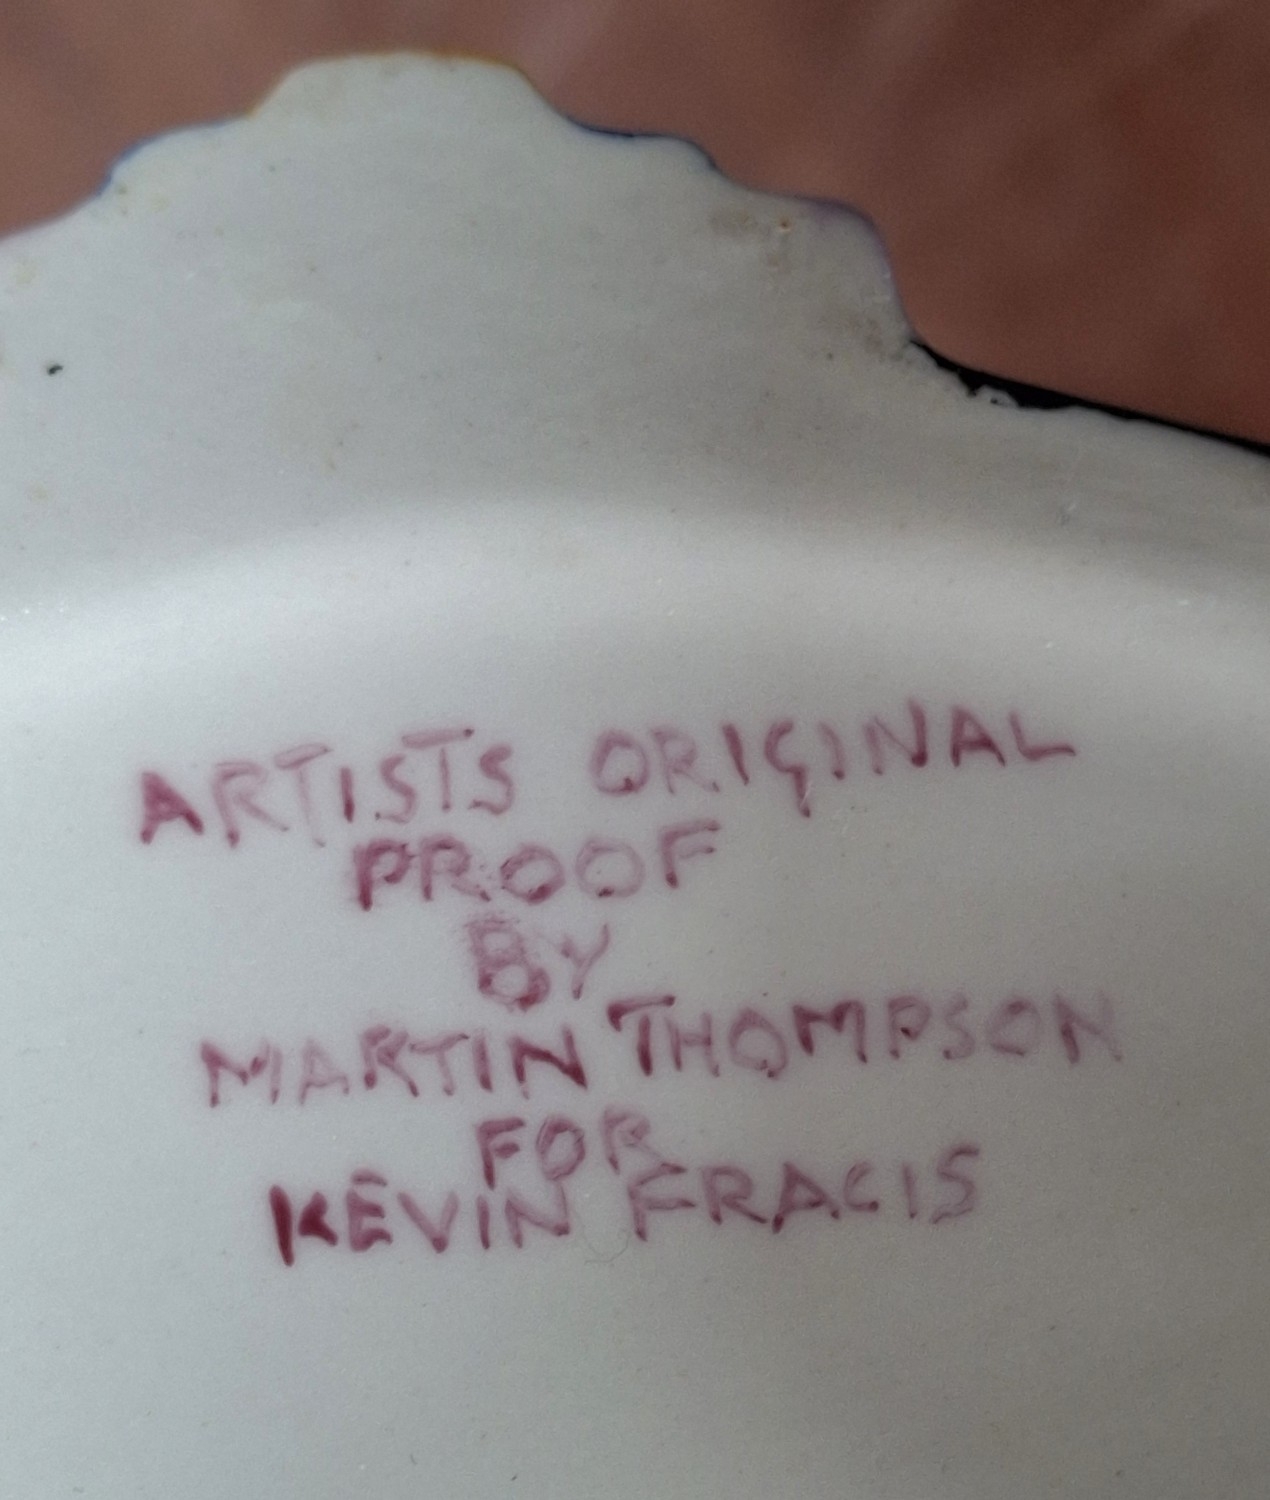 ARTISTS ORIGINAL
PROOF
BY
MARTIN THOMPSON
FOR
KEVIN FRACIS